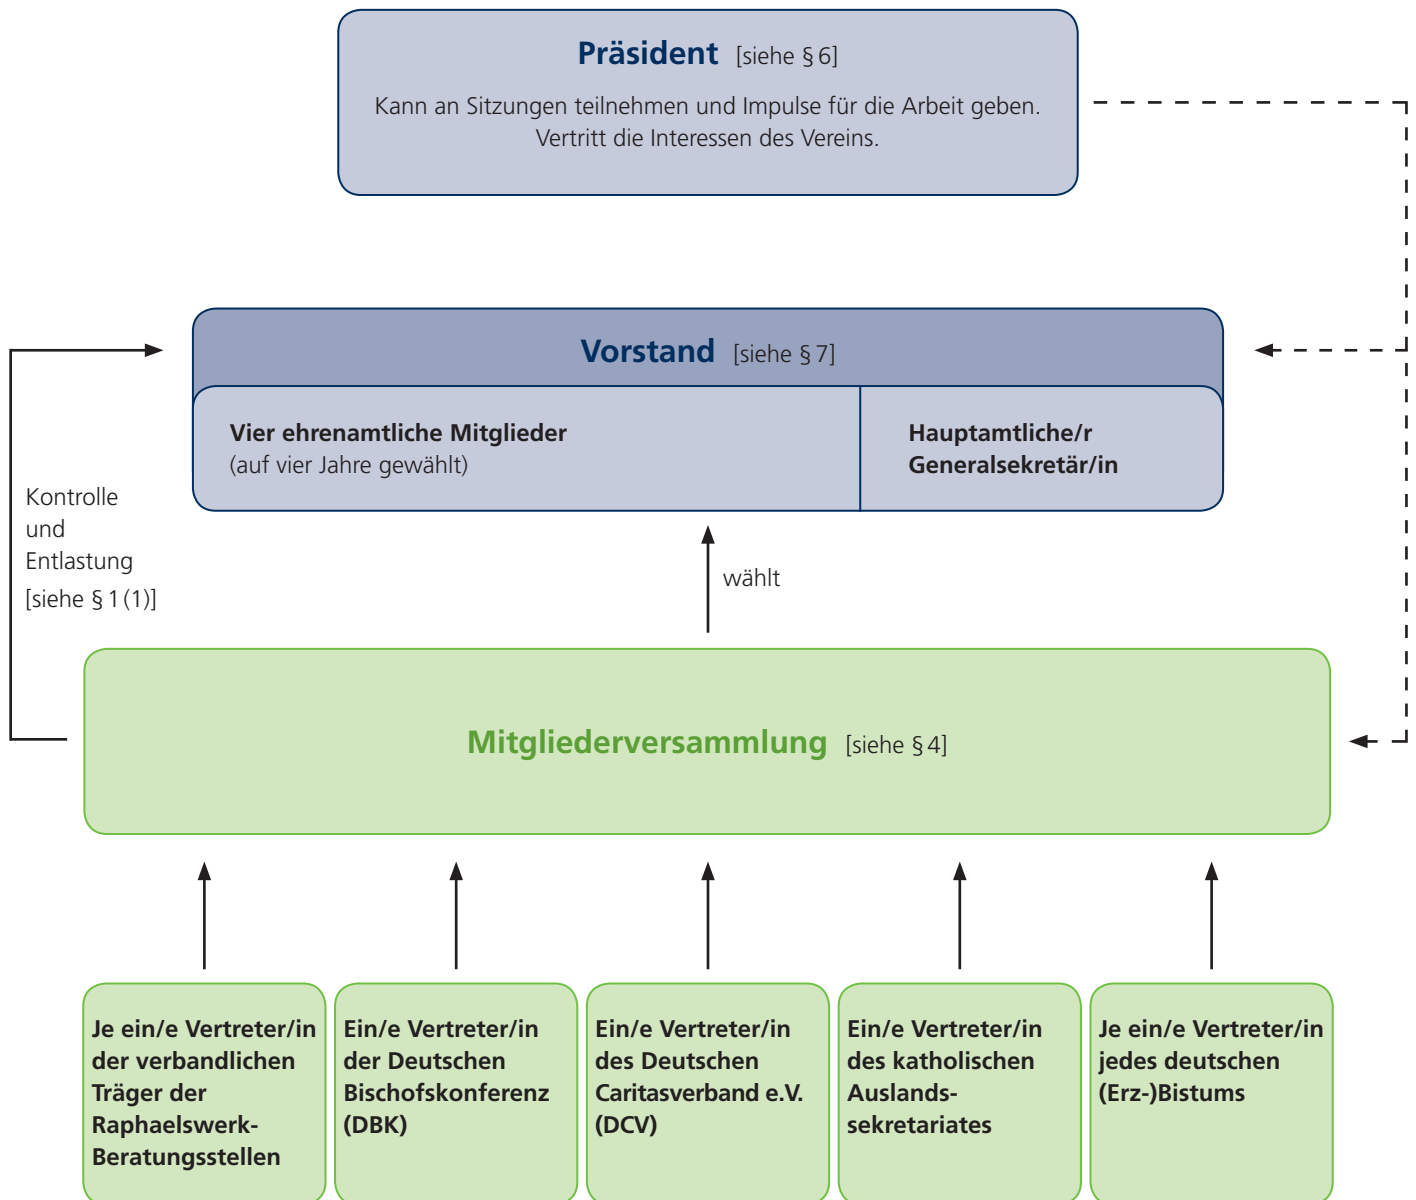 Präsident [siehe § 6]
Kann an Sitzungen teilnehmen und Impulse für die Arbeit geben.
Vertritt die Interessen des Vereins.
Vorstand [siehe § 7]
Vier ehrenamtliche Mitglieder
(auf vier Jahre gewählt)
Hauptamtliche/r
Generalsekretär/in
Kontrolle
und
Entlastung
[siehe § 1 (1)]
wählt
Mitgliederversammlung [siehe § 4]
Je ein/e Vertreter/in
der verbandlichen
Träger der
Raphaelswerk-
Beratungsstellen
Ein/e Vertreter/in
der Deutschen
Bischofskonferenz
(DBK)
Ein/e Vertreter/in
des Deutschen
Caritasverband e.V.
(DCV)
Ein/e Vertreter/in
des katholischen
Auslands-
sekretariates
Je ein/e Vertreter/in
jedes deutschen
(Erz-)Bistums